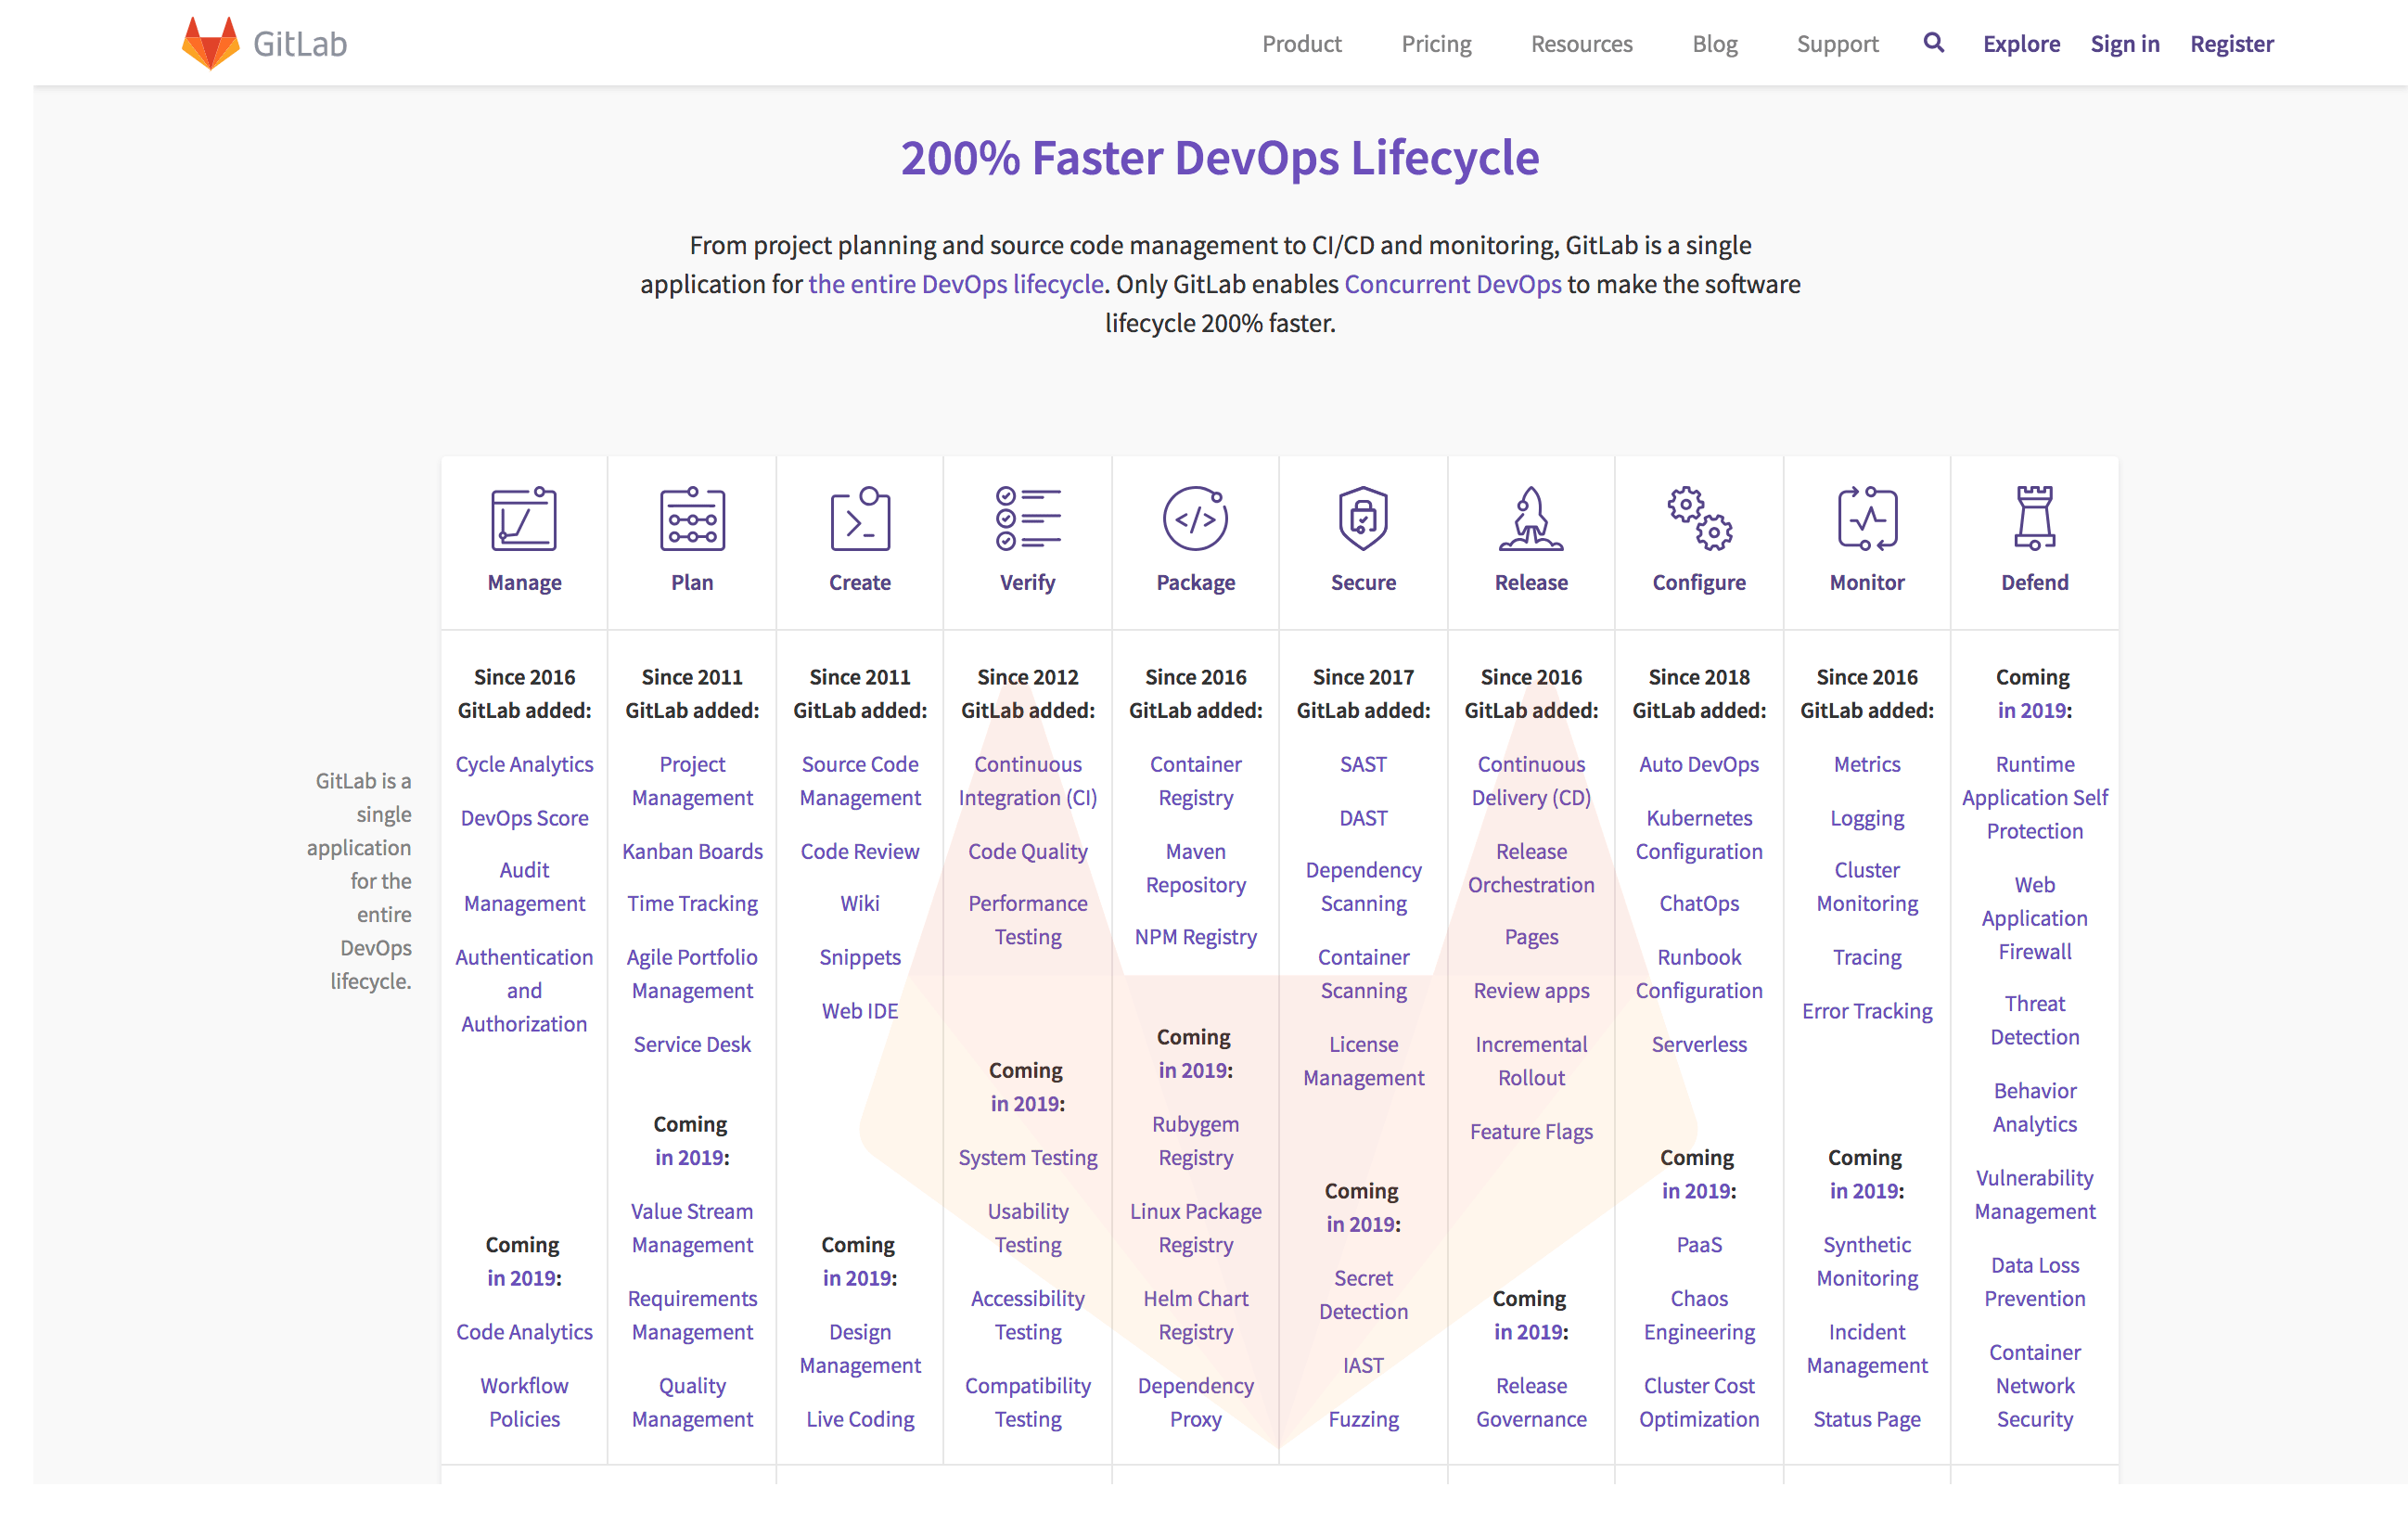 GitLab
Product Pricing Resources Blog Support Explore Sign in Register
200% Faster DevOps Lifecycle
From project planning and source code management to CI/CD and monitoring, GitLab is a single
application for the entire DevOps lifecycle. Only GitLab enables Concurrent DevOps to make the software
lifecycle 200% faster.
GitLab is a
single
application
for the
entire
DevOps
lifecycle.
Manage
Since 2016
GitLab added:
Cycle Analytics
DevOps Score
Audit
Management
Authentication
and
Authorization
Coming
in 2019:
Code Analytics
Workflow
Policies
Plan
Since 2011
GitLab added:
Project
Management
Kanban Boards
Time Tracking
Agile Portfolio
Management
Service Desk
Coming
in 2019:
Value Stream
Management
Requirements
Management
Quality
Management
Create
Since 2011
GitLab added:
Source Code
Management
Code Review
Wiki
Snippets
Web IDE
Coming
in 2019:
Design
Management
Live Coding
Verify
Since 2012
GitLab added:
Continuous
Integration (CI)
Code Quality
Performance
Testing
Coming
in 2019:
System Testing
Usability
Testing
Accessibility
Testing
Compatibility
Testing
Package
Since 2016
GitLab added:
Container
Registry
Maven
Repository
NPM Registry
Coming
in 2019:
Rubygem
Registry
Linux Package
Registry
Helm Chart
Registry
Dependency
Proxy
Secure
Since 2017
GitLab added:
SAST
DAST
Dependency
Scanning
Container
Scanning
License
Management
Coming
in 2019:
Secret
Detection
IAST
Fuzzing
Release
Since 2016
GitLab added:
Continuous
Delivery (CD)
Release
Orchestration
Pages
Review apps
Incremental
Rollout
Feature Flags
Coming
in 2019:
Release
Governance
Configure
Since 2018
GitLab added:
Auto DevOps
Kubernetes
Configuration
ChatOps
Runbook
Configuration
Serverless
Coming
in 2019:
PaaS
Chaos
Engineering
Cluster Cost
Optimization
Monitor
Since 2016
GitLab added:
Metrics
Logging
Cluster
Monitoring
Tracing
Error Tracking
Coming
in 2019:
Synthetic
Monitoring
Incident
Management
Status Page
Defend
Coming
in 2019:
Runtime
Application Self
Protection
Web
Application
Firewall
Threat
Detection
Behavior
Analytics
Vulnerability
Management
Data Loss
Prevention
Container
Network
Security